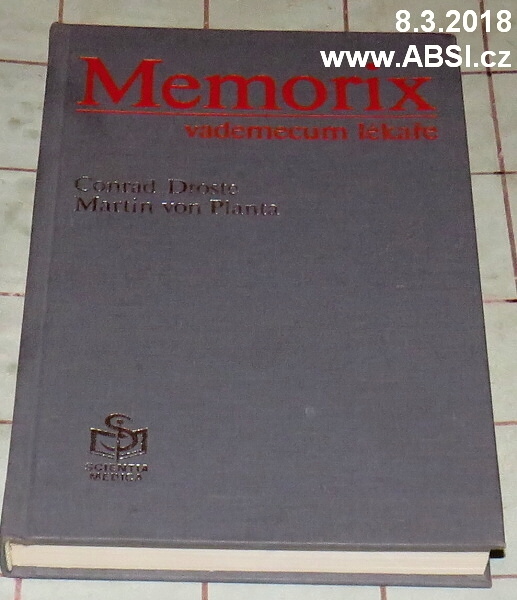 8.3.2018
www.ABSI.cz
Memorix
vademecum lékaře
Conrad Droste
Martin von Planta
SCIENTIA
MEDICA